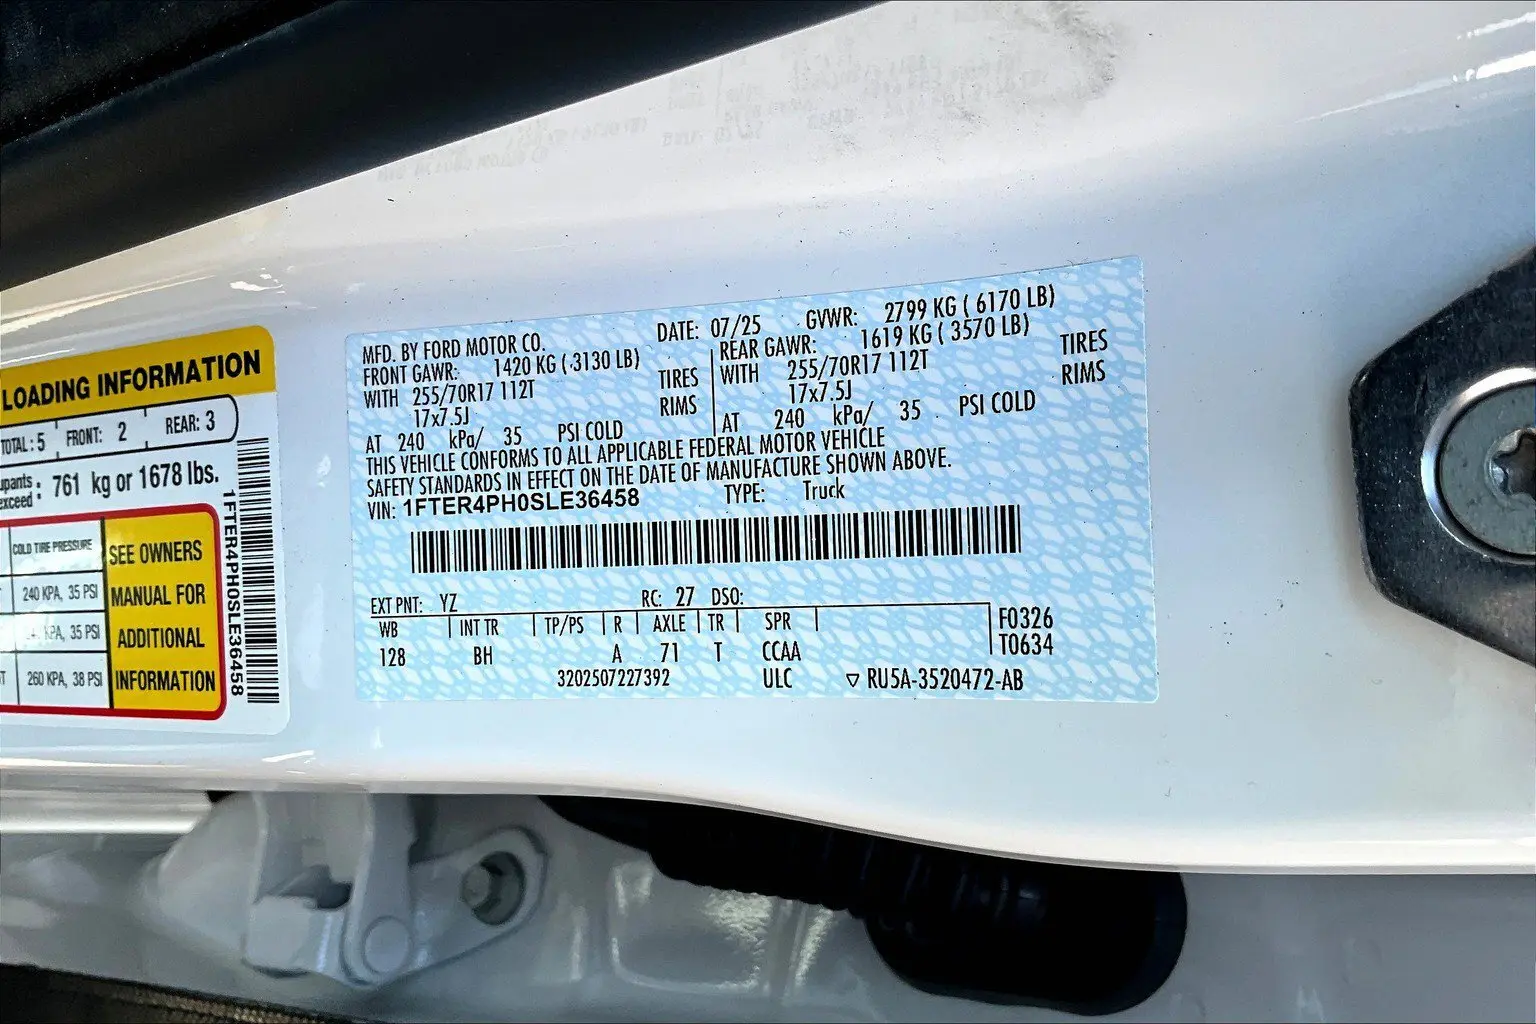 LOADING INFORMATION
TOTAL: 5 FRONT: 2 REAR: 3
761 kg or 1678 lbs.
COLD TIRE PRESSURE
240 KPA, 35 PSI
KPA, 35 PSI
260 KPA, 38 PSI
SEE OWNERS
MANUAL FOR
ADDITIONAL
INFORMATION
1FTER4PH0SLE36458
MFD. BY FORD MOTOR CO. DATE: 07/25 GVWR: 2799 KG ( 6170 LB)
FRONT GAWR: 1420 KG ( 3130 LB) REAR GAWR: 1619 KG ( 3570 LB)
WITH 255/70R17 112T TIRES WITH 255/70R17 112T TIRES
17x7.5J RIMS 17x7.5J RIMS
AT 240 kPa/ 35 PSI COLD AT 240 kPa/ 35 PSI COLD
THIS VEHICLE CONFORMS TO ALL APPLICABLE FEDERAL MOTOR VEHICLE
SAFETY STANDARDS IN EFFECT ON THE DATE OF MANUFACTURE SHOWN ABOVE.
VIN: 1FTER4PH0SLE36458 TYPE: Truck
EXT PNT: YZ RC: 27 DSO:
WB INT TR TP/PS R AXLE TR SPR F0326
128 BH A 71 T CCAA T0634
3202507227392 ULC ▽ RU5A-3520472-AB